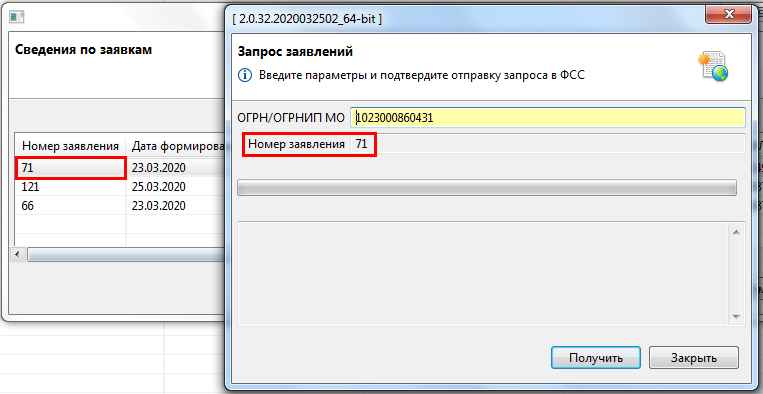 Сведения по заявкам
Номер заявления Дата формирова
71 23.03.2020
121 25.03.2020
66 23.03.2020
[ 2.0.32.2020032502_64-bit ]
Запрос заявлений
Введите параметры и подтвердите отправку запроса в ФСС
ОГРН/ОГРНИП МО 1023000860431
Номер заявления 71
Получить Закрыть